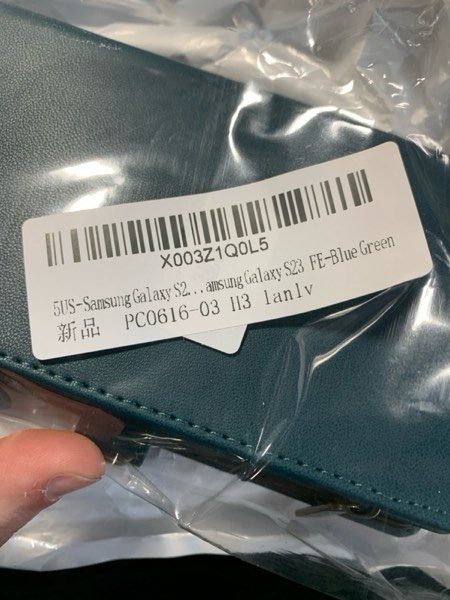 X003Z1Q0L5
5US-Samsung Galaxy S2...amsung Galaxy S23 FE-Blue Green
新品 PC0616-03 H3 lanlv